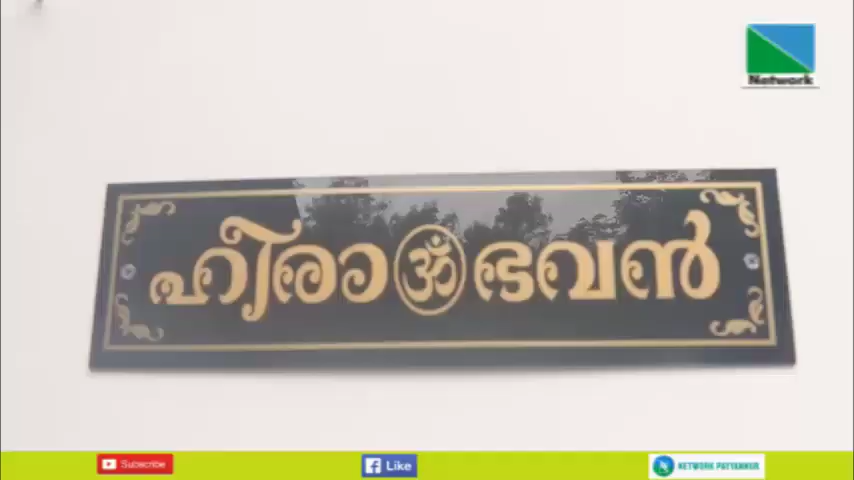 Network
ഹീരാ ॐ ഭവൻ
Subscribe
Like
NETWORK PAYYANNUR